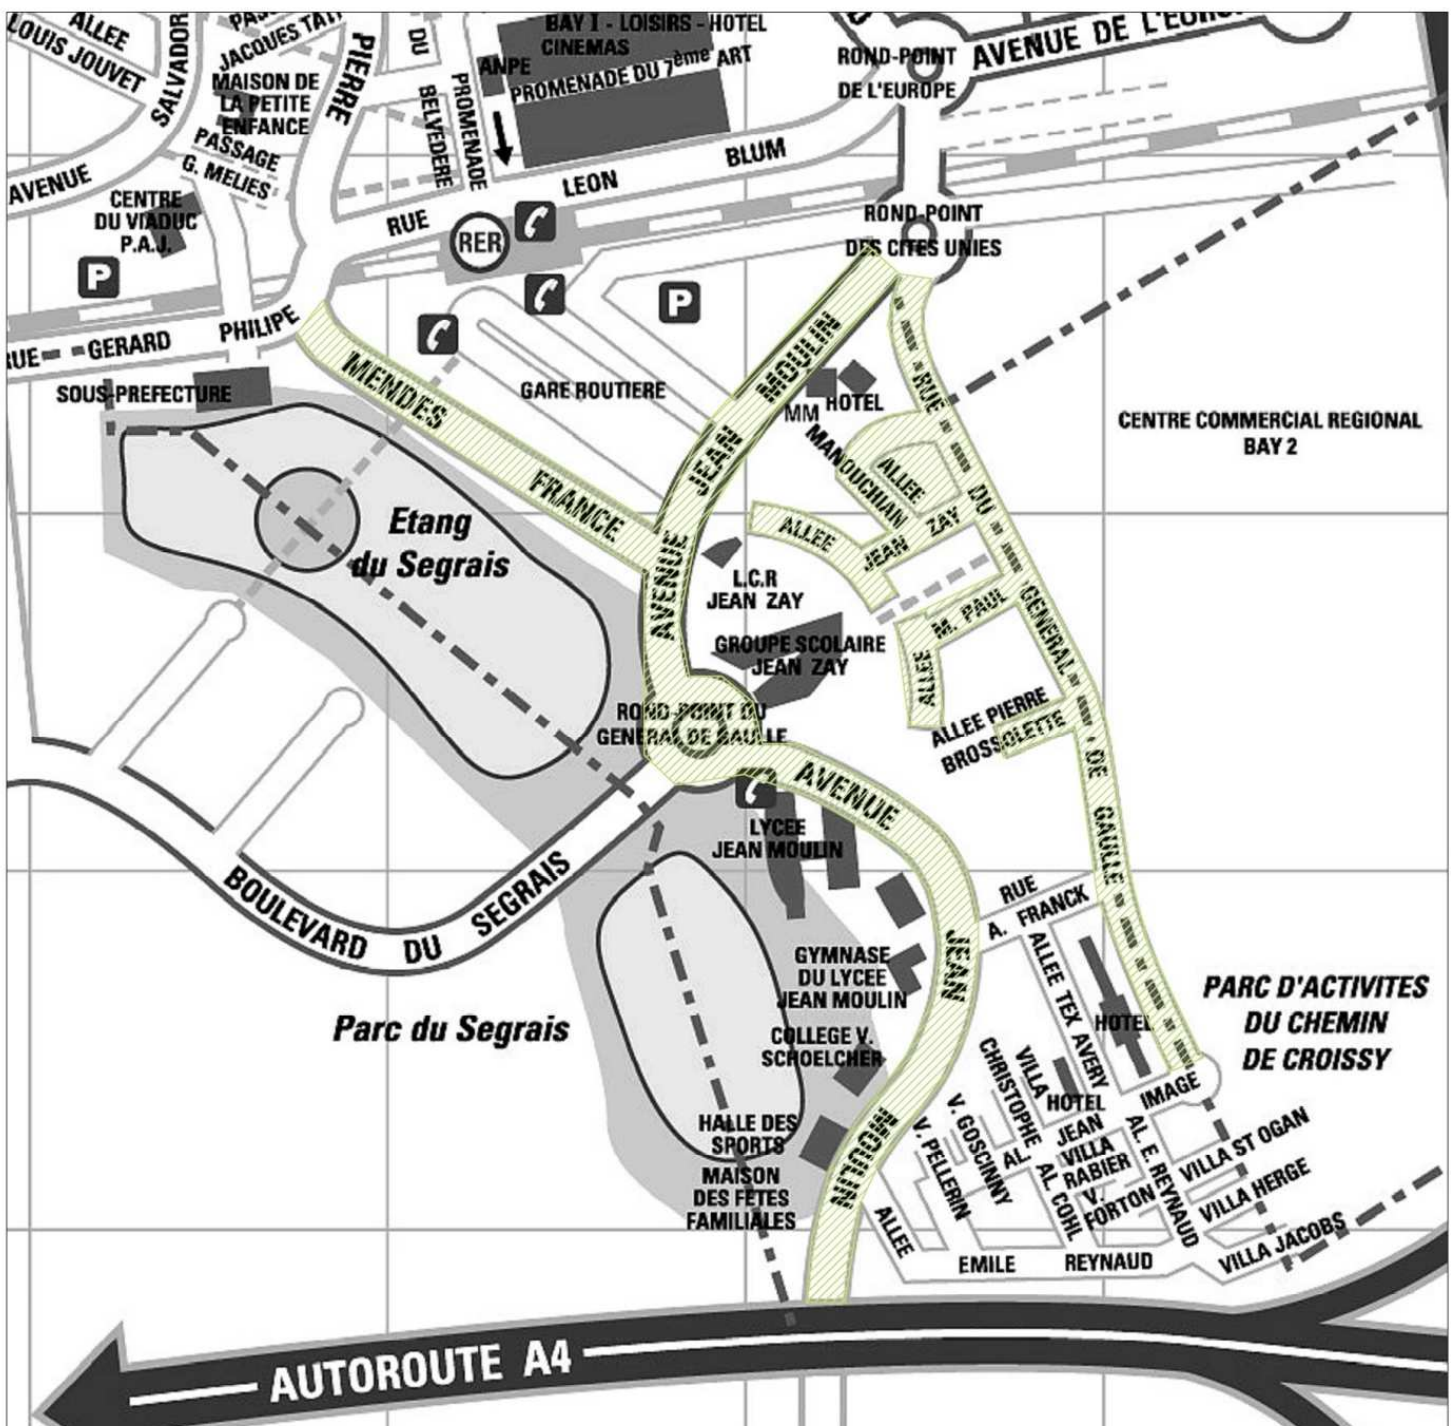 ALLEE
LOUIS JOUVET
SALVADOR
JACQUES TATI
MAISON DE
LA PETITE
ENFANCE
PASSAGE
G. MELIES
AVENUE
CENTRE
DU VIADUC
P.A.J.
P
PIERRE
DU
BELVEDERE
PROMENADE
ANPE
BAY I - LOISIRS - HOTEL
CINEMAS
PROMENADE DU 7ème ART
ROND-POINT
DE L'EUROPE
AVENUE DE L'EUROPE
RUE LEON BLUM
RER
ROND-POINT
DES CITES UNIES
P
RUE GERARD PHILIPE
SOUS-PREFECTURE
MENDES
FRANCE
GARE ROUTIERE
AVENUE JEAN MOULIN
MM
HOTEL
MANOUCHIAN
ALLEE
ALLEE JEAN ZAY
CENTRE COMMERCIAL REGIONAL
BAY 2
RUE DU GENERAL DE GAULLE
Etang
du Segrais
L.C.R
JEAN ZAY
GROUPE SCOLAIRE
JEAN ZAY
M. PAUL
ALLEE
ROND-POINT DU
GENERAL DE GAULLE
ALLEE PIERRE
BROSSOLETTE
AVENUE JEAN MOULIN
LYCEE
JEAN MOULIN
BOULEVARD DU SEGRAIS
RUE
A. FRANCK
ALLEE TEX AVERY
GYMNASE
DU LYCEE
JEAN MOULIN
Parc du Segrais
COLLEGE V.
SCHOELCHER
HOTEL
PARC D'ACTIVITES
DU CHEMIN
DE CROISSY
IMAGE
VILLA
CHRISTOPHE
HOTEL
V. GOSCINNY
V. PELLERIN
AL.
JEAN
VILLA
RABIER
V.
FORTON
AL. COHL
AL. E. REYNAUD
VILLA ST OGAN
VILLA HERGE
VILLA JACOBS
HALLE DES
SPORTS
MAISON
DES FETES
FAMILIALES
ALLEE
EMILE REYNAUD
AUTOROUTE A4